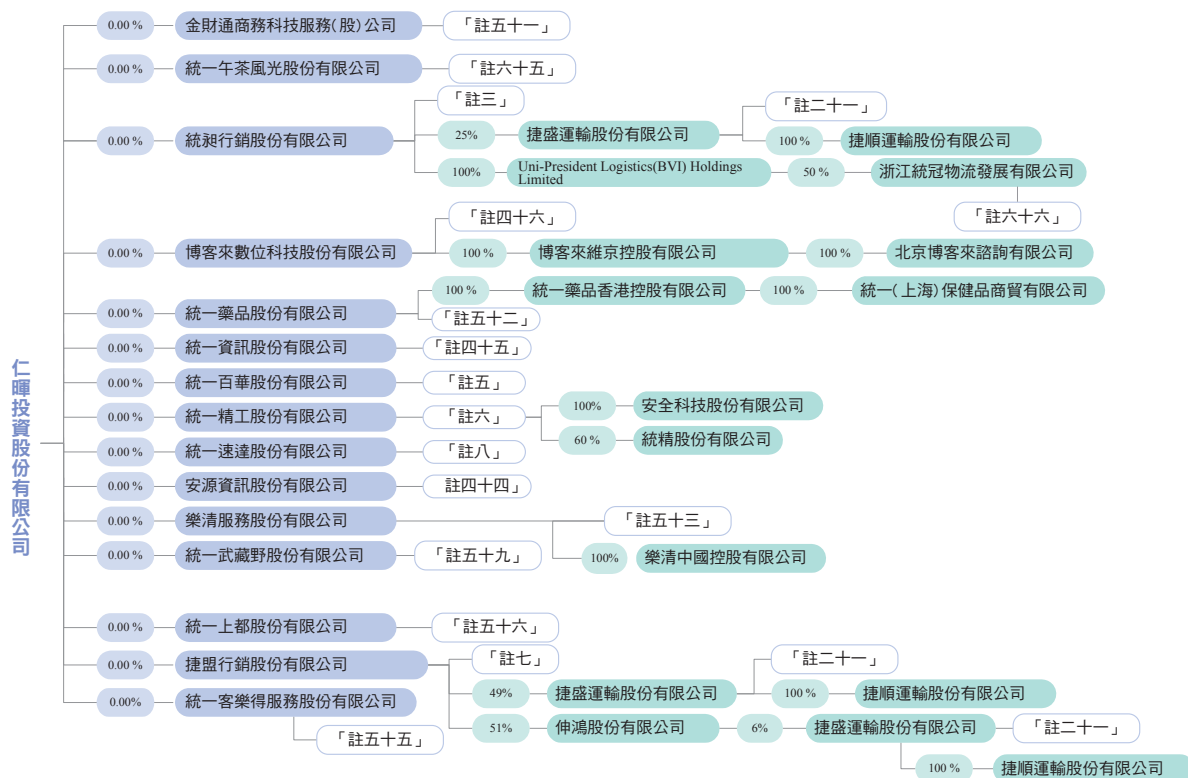 仁暉投資股份有限公司
0.00 %
金財通商務科技服務(股)公司
「註五十一」
0.00 %
統一午茶風光股份有限公司
「註六十五」
0.00 %
統昶行銷股份有限公司
「註三」
25%
捷盛運輸股份有限公司
「註二十一」
100 %
捷順運輸股份有限公司
100%
Uni-President Logistics(BVI) Holdings
Limited
50 %
浙江統冠物流發展有限公司
「註六十六」
0.00 %
博客來數位科技股份有限公司
「註四十六」
100 %
博客來維京控股有限公司
100 %
北京博客來諮詢有限公司
0.00 %
統一藥品股份有限公司
100 %
統一藥品香港控股有限公司
100 %
統一(上海)保健品商貿有限公司
「註五十二」
0.00 %
統一資訊股份有限公司
「註四十五」
0.00 %
統一百華股份有限公司
「註五」
0.00 %
統一精工股份有限公司
「註六」
100%
安全科技股份有限公司
60 %
統精股份有限公司
0.00 %
統一速達股份有限公司
「註八」
0.00 %
安源資訊股份有限公司
註四十四」
0.00 %
樂清服務股份有限公司
「註五十三」
100%
樂清中國控股有限公司
0.00 %
統一武藏野股份有限公司
「註五十九」
0.00 %
統一上都股份有限公司
「註五十六」
0.00 %
捷盟行銷股份有限公司
「註七」
49%
捷盛運輸股份有限公司
「註二十一」
100 %
捷順運輸股份有限公司
51%
伸鴻股份有限公司
6%
捷盛運輸股份有限公司
「註二十一」
100 %
捷順運輸股份有限公司
0.00%
統一客樂得服務股份有限公司
「註五十五」